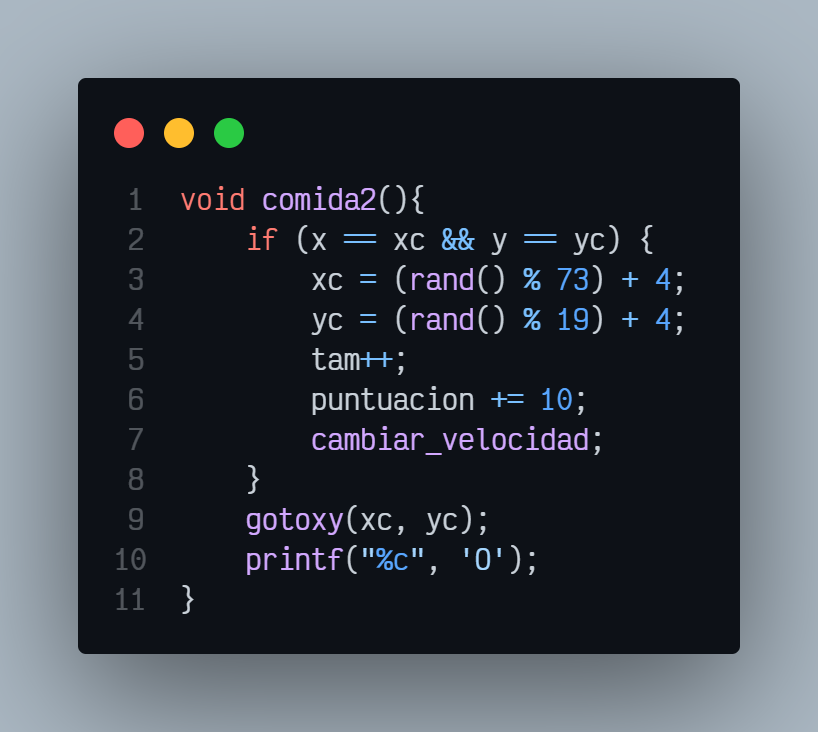 1 void comida2(){
2     if (x == xc && y == yc) {
3         xc = (rand() % 73) + 4;
4         yc = (rand() % 19) + 4;
5         tam++;
6         puntuacion += 10;
7         cambiar_velocidad;
8     }
9     gotoxy(xc, yc);
10     printf("%c", 'O');
11 }